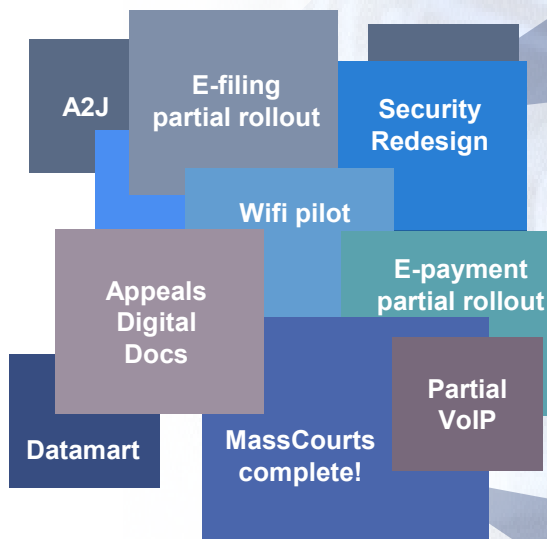 A2J
E-filing
partial rollout
Security
Redesign
Wifi pilot
E-payment
partial rollout
Appeals
Digital
Docs
Partial
VoIP
Datamart
MassCourts
complete!